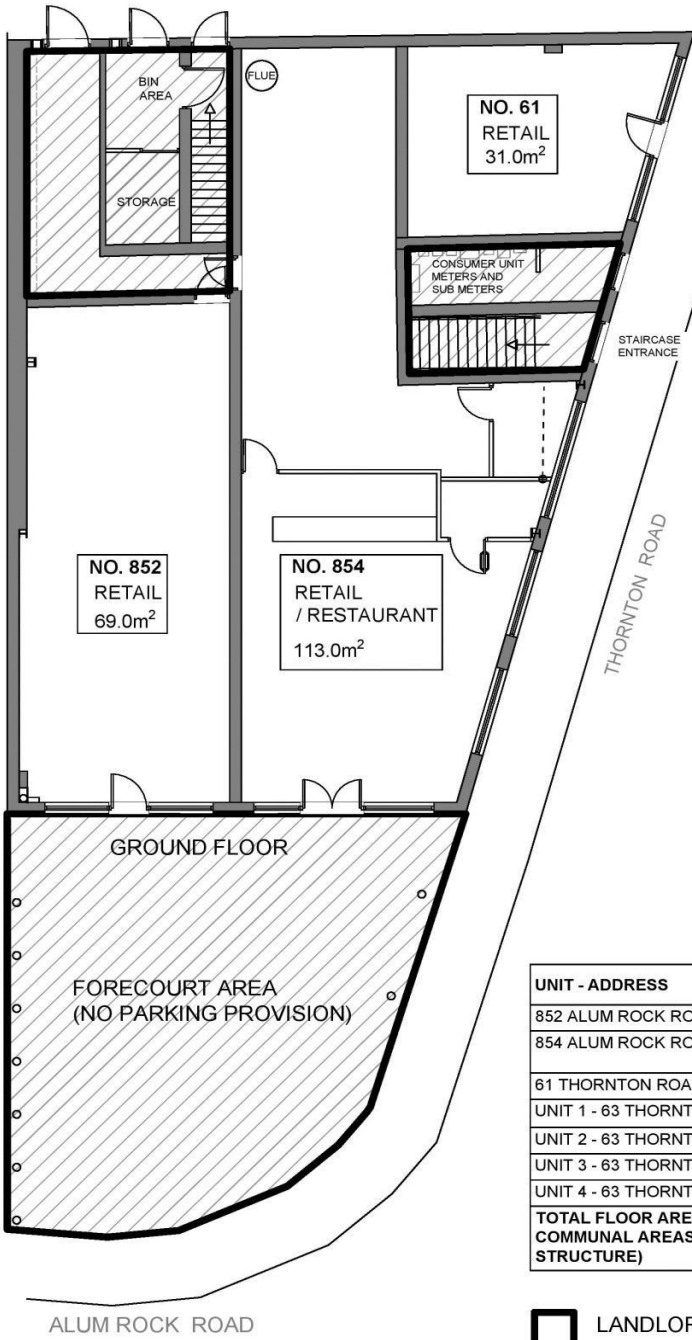 BIN
AREA
FLUE
NO. 61
RETAIL
31.0m²
STORAGE
CONSUMER UNIT
METERS AND
SUB METERS
STAIRCASE
ENTRANCE
THORNTON ROAD
NO. 852
RETAIL
69.0m²
NO. 854
RETAIL
/ RESTAURANT
113.0m²
GROUND FLOOR
FORECOURT AREA
(NO PARKING PROVISION)
UNIT - ADDRESS
852 ALUM ROCK RO
854 ALUM ROCK RO
61 THORNTON ROA
UNIT 1 - 63 THORNT
UNIT 2 - 63 THORNT
UNIT 3 - 63 THORNT
UNIT 4 - 63 THORNT
TOTAL FLOOR ARE
COMMUNAL AREAS
STRUCTURE)
LANDLOR
ALUM ROCK ROAD